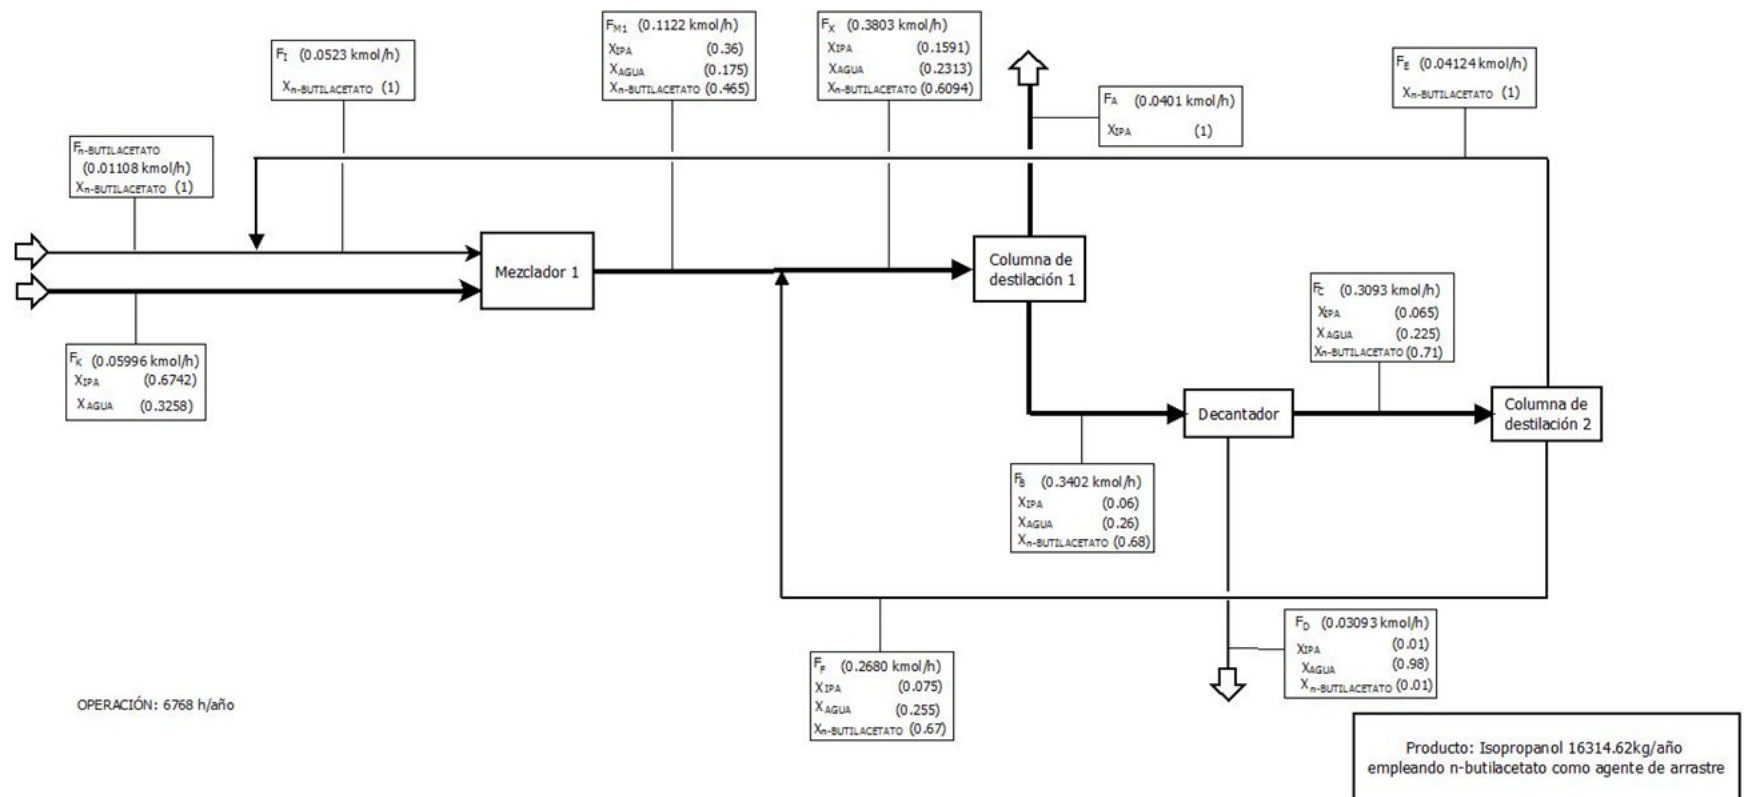 F_I (0.0523 kmol/h)
X_n-BUTILACETATO (1)
F_M1 (0.1122 kmol/h)
X_IPA (0.36)
X_AGUA (0.175)
X_n-BUTILACETATO (0.465)
F_X (0.3803 kmol/h)
X_IPA (0.1591)
X_AGUA (0.2313)
X_n-BUTILACETATO (0.6094)
F_A (0.0401 kmol/h)
X_IPA (1)
F_E (0.04124 kmol/h)
X_n-BUTILACETATO (1)
F_n-BUTILACETATO
(0.01108 kmol/h)
X_n-BUTILACETATO (1)
Mezclador 1
Columna de
destilación 1
F_K (0.05996 kmol/h)
X_IPA (0.6742)
X_AGUA (0.3258)
F_C (0.3093 kmol/h)
X_IPA (0.065)
X_AGUA (0.225)
X_n-BUTILACETATO (0.71)
Decantador
Columna de
destilación 2
F_B (0.3402 kmol/h)
X_IPA (0.06)
X_AGUA (0.26)
X_n-BUTILACETATO (0.68)
F_F (0.2680 kmol/h)
X_IPA (0.075)
X_AGUA (0.255)
X_n-BUTILACETATO (0.67)
F_D (0.03093 kmol/h)
X_IPA (0.01)
X_AGUA (0.98)
X_n-BUTILACETATO (0.01)
OPERACIÓN: 6768 h/año
Producto: Isopropanol 16314.62kg/año
empleando n-butilacetato como agente de arrastre